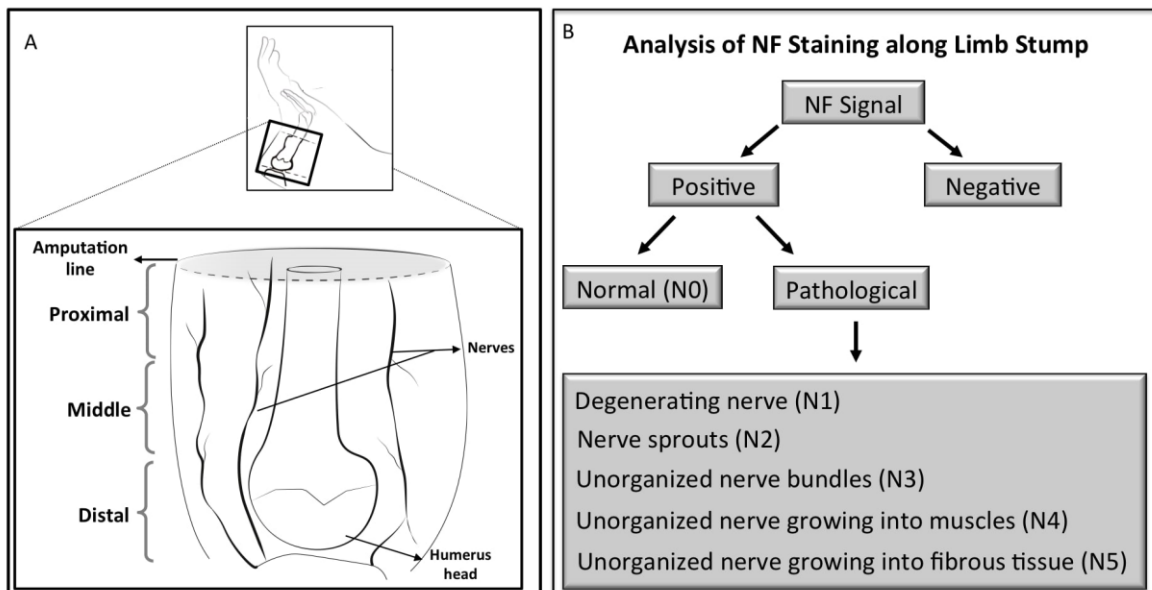 A
Amputation
line
Proximal
Nerves
Middle
Distal
Humerus
head
B
Analysis of NF Staining along Limb Stump
NF Signal
Positive
Negative
Normal (N0)
Pathological
Degenerating nerve (N1)
Nerve sprouts (N2)
Unorganized nerve bundles (N3)
Unorganized nerve growing into muscles (N4)
Unorganized nerve growing into fibrous tissue (N5)